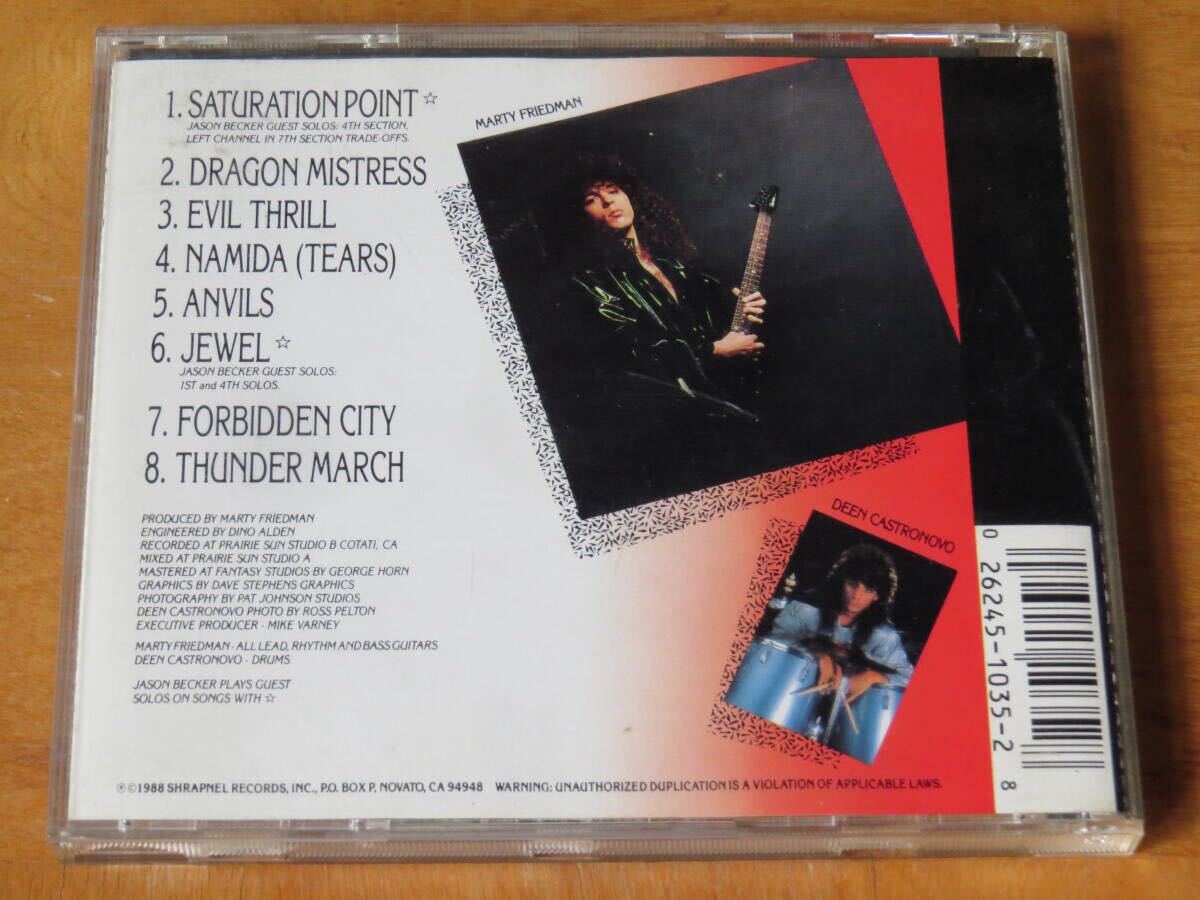 1. SATURATION POINT ☆
JASON BECKER GUEST SOLOS: 4TH SECTION,
LEFT CHANNEL IN 7TH SECTION TRADE-OFFS.
2. DRAGON MISTRESS
3. EVIL THRILL
4. NAMIDA (TEARS)
5. ANVILS
6. JEWEL ☆
JASON BECKER GUEST SOLOS:
1ST and 4TH SOLOS.
7. FORBIDDEN CITY
8. THUNDER MARCH
PRODUCED BY MARTY FRIEDMAN
ENGINEERED BY DINO ALDEN
RECORDED AT PRAIRIE SUN STUDIO B COTATI, CA
MIXED AT PRAIRIE SUN STUDIO A
MASTERED AT FANTASY STUDIOS BY GEORGE HORN
GRAPHICS BY DAVE STEPHENS GRAPHICS
PHOTOGRAPHY BY PAT JOHNSON STUDIOS
DEEN CASTRONOVO PHOTO BY ROSS PELTON
EXECUTIVE PRODUCER · MIKE VARNEY
MARTY FRIEDMAN · ALL LEAD, RHYTHM AND BASS GUITARS
DEEN CASTRONOVO · DRUMS
JASON BECKER PLAYS GUEST
SOLOS ON SONGS WITH ☆
MARTY FRIEDMAN
DEEN CASTRONOVO
0 26245-1035-2 8
℗©1988 SHRAPNEL RECORDS, INC., P.O. BOX P, NOVATO, CA 94948 WARNING: UNAUTHORIZED DUPLICATION IS A VIOLATION OF APPLICABLE LAWS.